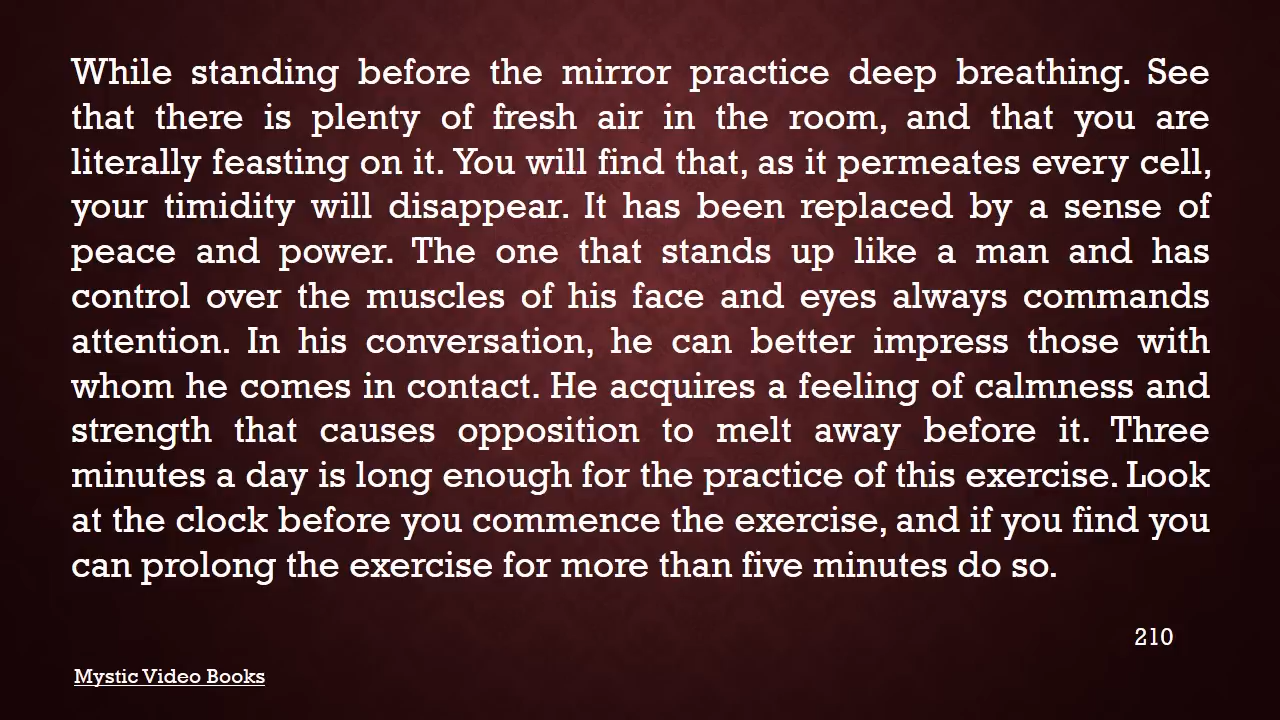 While standing before the mirror practice deep breathing. See
that there is plenty of fresh air in the room, and that you are
literally feasting on it. You will find that, as it permeates every cell,
your timidity will disappear. It has been replaced by a sense of
peace and power. The one that stands up like a man and has
control over the muscles of his face and eyes always commands
attention. In his conversation, he can better impress those with
whom he comes in contact. He acquires a feeling of calmness and
strength that causes opposition to melt away before it. Three
minutes a day is long enough for the practice of this exercise. Look
at the clock before you commence the exercise, and if you find you
can prolong the exercise for more than five minutes do so.
210
Mystic Video Books